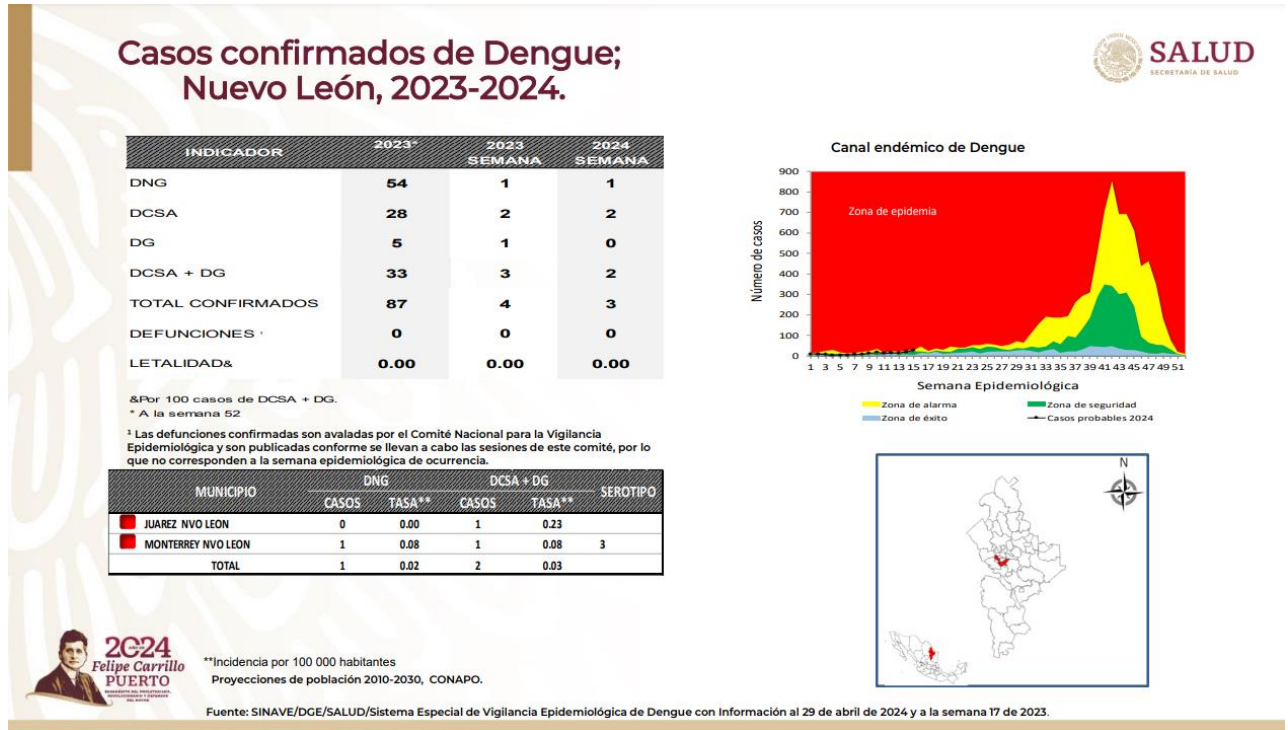 Casos confirmados de Dengue;
Nuevo León, 2023-2024.
SALUD
SECRETARÍA DE SALUD
INDICADOR 2023* 2023 SEMANA 2024 SEMANA
DNG 54 1 1
DCSA 28 2 2
DG 5 1 0
DCSA + DG 33 3 2
TOTAL CONFIRMADOS 87 4 3
DEFUNCIONES ¹ 0 0 0
LETALIDAD& 0.00 0.00 0.00
&Por 100 casos de DCSA + DG.
* A la semana 52
¹ Las defunciones confirmadas son avaladas por el Comité Nacional para la Vigilancia
Epidemiológica y son publicadas conforme se llevan a cabo las sesiones de este comité, por lo
que no corresponden a la semana epidemiológica de ocurrencia.
MUNICIPIO DNG DCSA + DG SEROTIPO
CASOS TASA** CASOS TASA**
JUAREZ NVO LEON 0 0.00 1 0.23
MONTERREY NVO LEON 1 0.08 1 0.08 3
TOTAL 1 0.02 2 0.03
Canal endémico de Dengue
900
800
700
600
500
400
300
200
100
0
Número de casos
Zona de epidemia
1 3 5 7 9 11 13 15 17 19 21 23 25 27 29 31 33 35 37 39 41 43 45 47 49 51
Semana Epidemiológica
Zona de alarma Zona de seguridad
Zona de éxito Casos probables 2024
N
2024
Felipe Carrillo
PUERTO
**Incidencia por 100 000 habitantes
Proyecciones de población 2010-2030, CONAPO.
Fuente: SINAVE/DGE/SALUD/Sistema Especial de Vigilancia Epidemiológica de Dengue con Información al 29 de abril de 2024 y a la semana 17 de 2023.